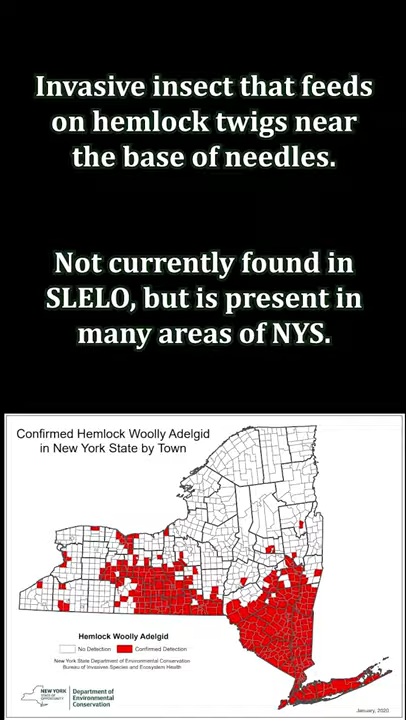 Invasive insect that feeds
on hemlock twigs near
the base of needles.
Not currently found in
SLELO, but is present in
many areas of NYS.
Confirmed Hemlock Woolly Adelgid
in New York State by Town
Hemlock Woolly Adelgid
No Detection
Confirmed Detection
New York State Department of Environmental Conservation
Bureau of Invasives Species and Ecosystem Health
NEW YORK
STATE OF
OPPORTUNITY
Department of
Environmental
Conservation
January, 2020